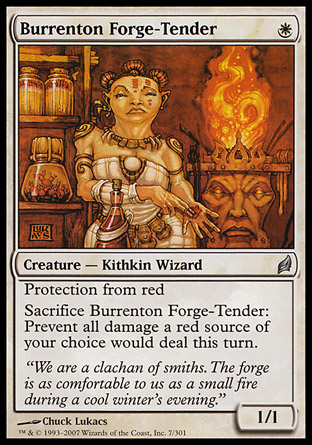 Burrenton Forge-Tender
Creature — Kithkin Wizard
Protection from red
Sacrifice Burrenton Forge-Tender:
Prevent all damage a red source of
your choice would deal this turn.
“We are a clachan of smiths. The forge
is as comfortable to us as a small fire
during a cool winter’s evening.”
Chuck Lukacs
™ & © 1993–2007 Wizards of the Coast, Inc. 7/301
1/1